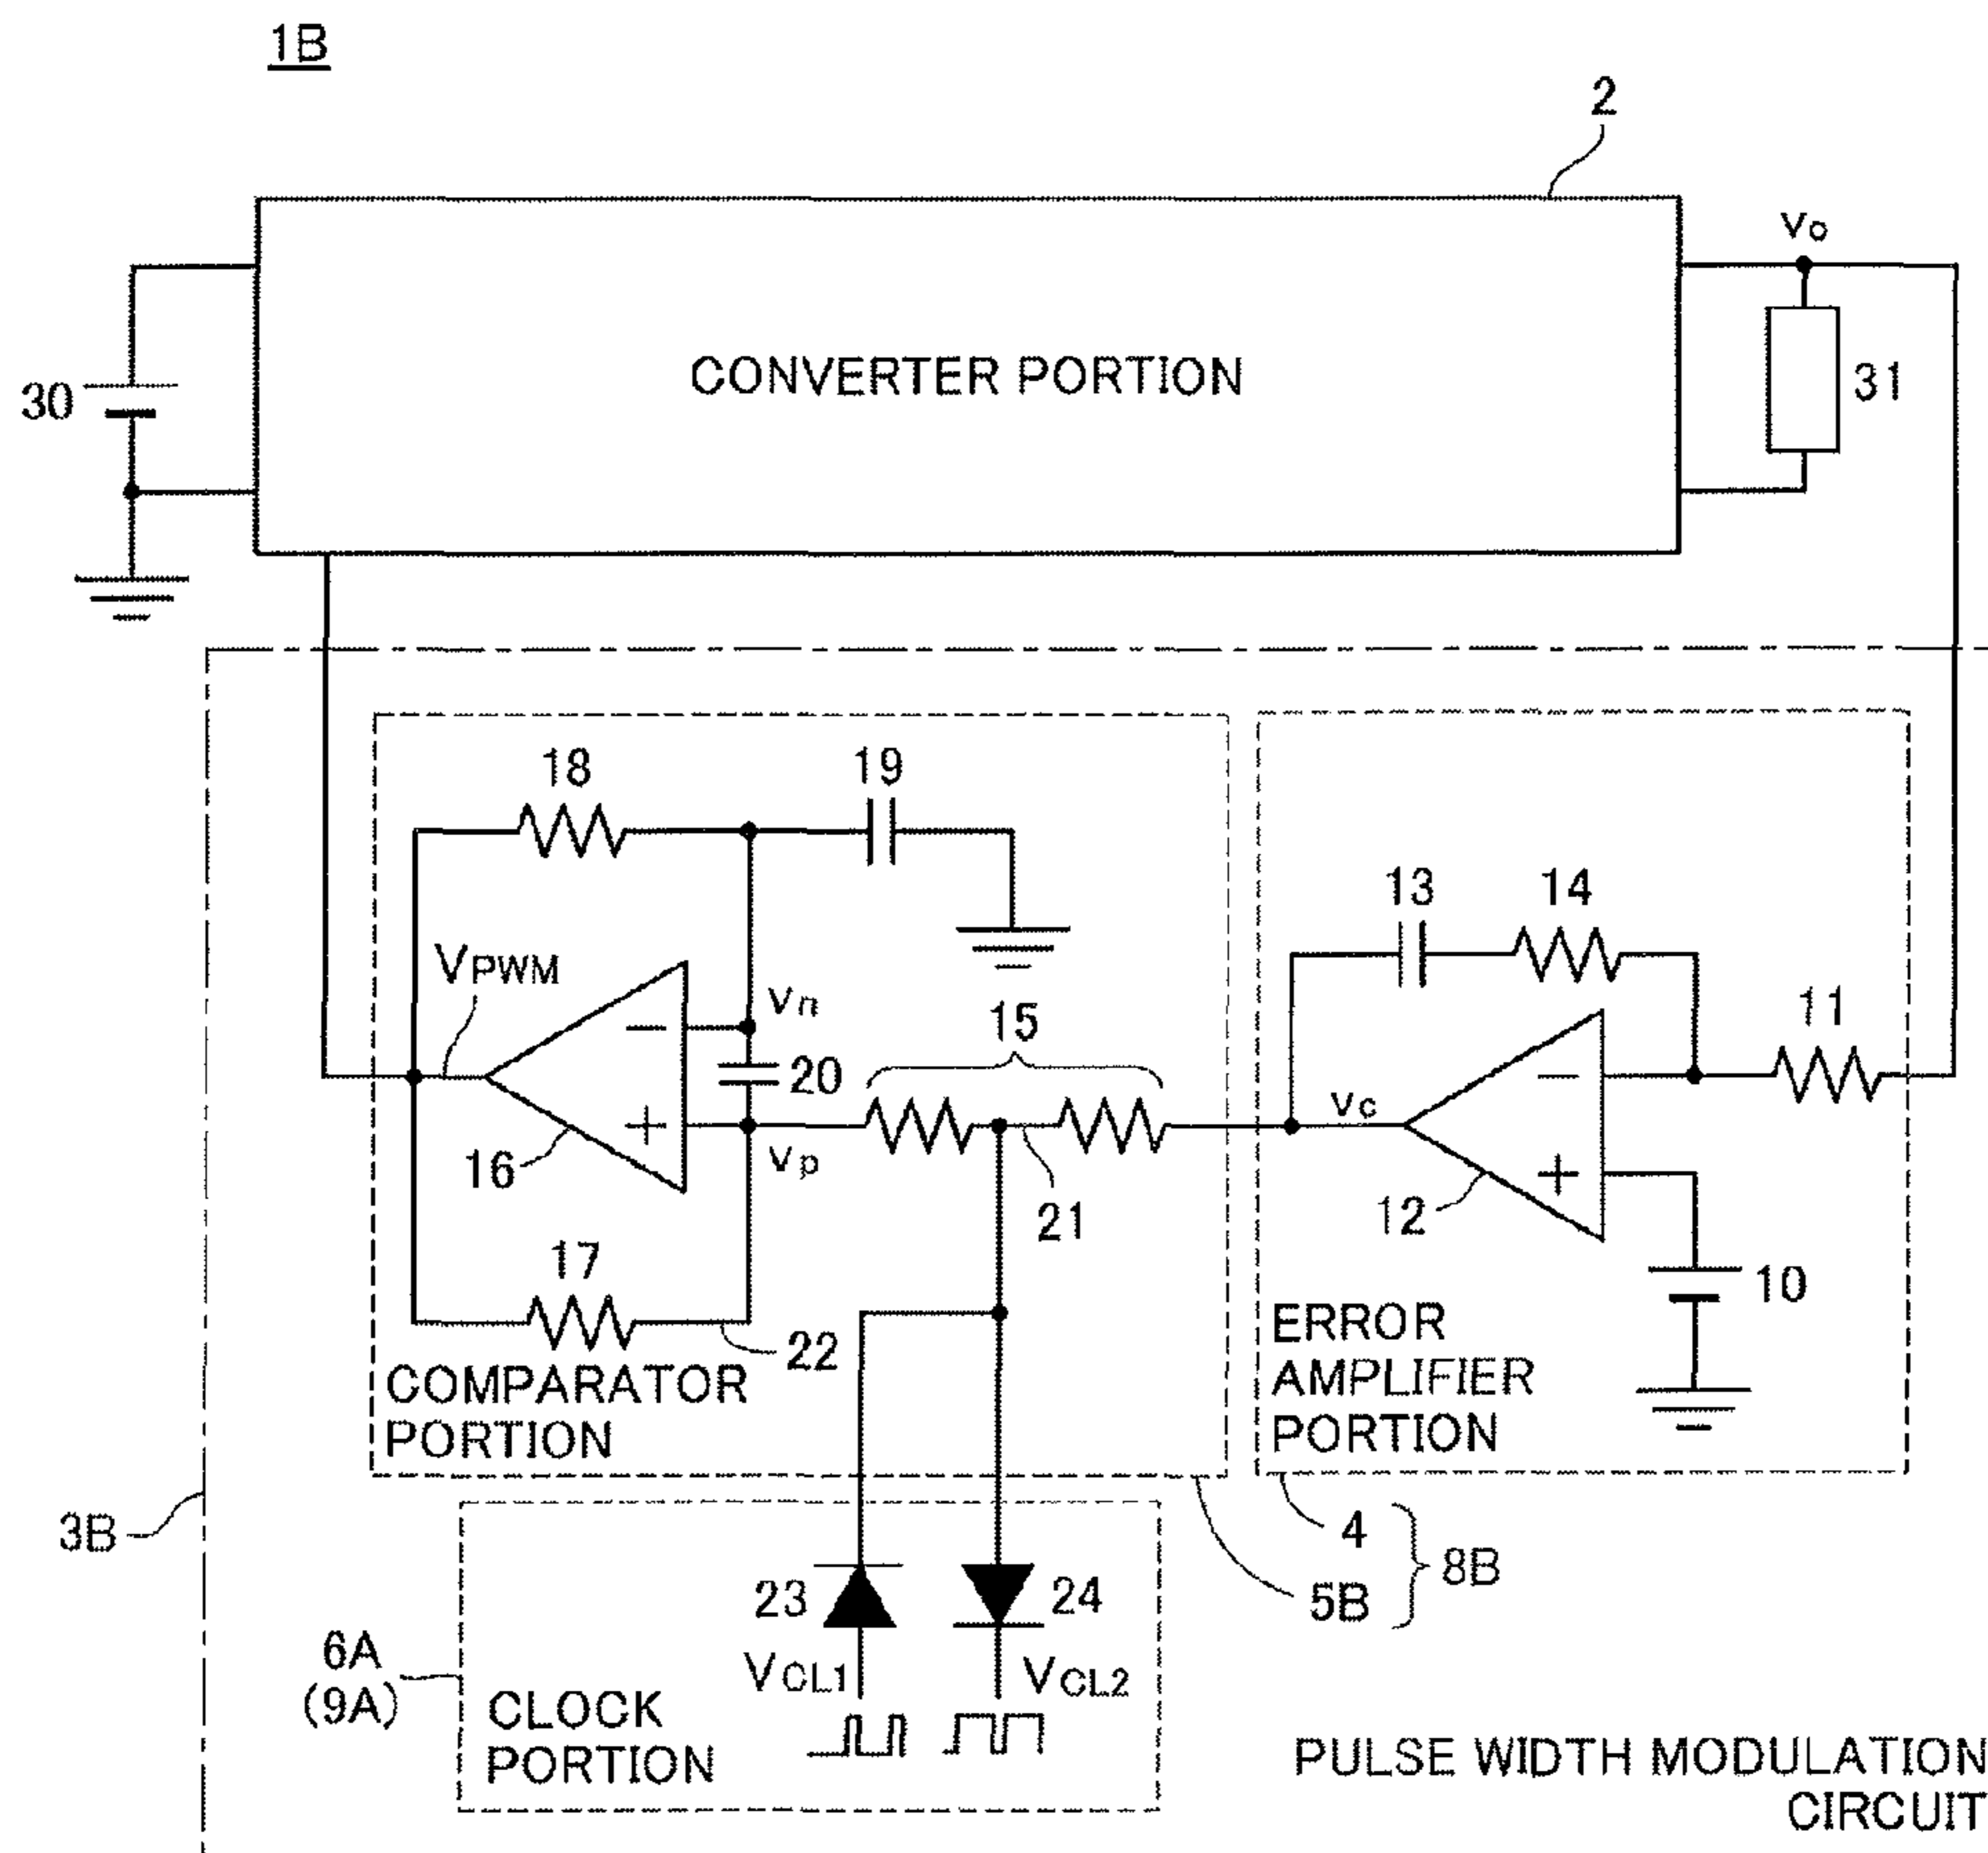 1B
2
Vo
CONVERTER PORTION
30
31
18
19
13
14
VPWM
Vn
15
11
20
Vc
16
Vp
21
12
17
10
22
COMPARATOR
PORTION
ERROR
AMPLIFIER
PORTION
3B
4
8B
5B
23
24
6A
(9A)
VCL1
VCL2
CLOCK
PORTION
PULSE WIDTH MODULATION
CIRCUIT